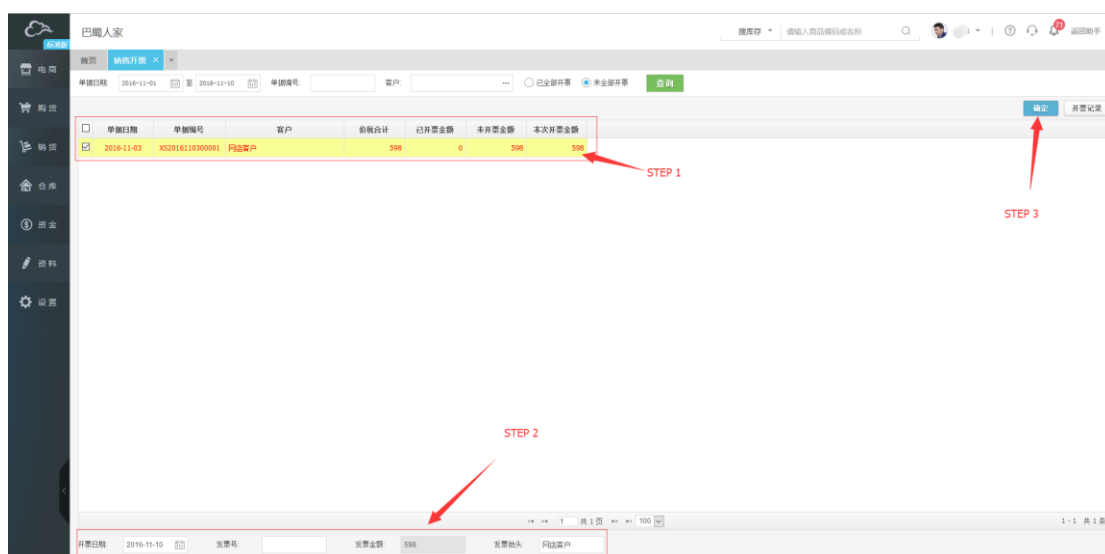 标准版
巴蜀人家
搜库存 请输入商品编码或名称
71
返回助手
电商
购货
销货
仓库
资金
资料
设置
首页 销售开票 ×
单据日期: 2016-11-01 至 2016-11-10 单据编号: 客户: ... 已全部开票 未全部开票 查询
确定 开票记录
单据日期 单据编号 客户 价税合计 已开票金额 未开票金额 本次开票金额
2016-11-03 XS2016110300001 网店客户 598 0 598 598
STEP 1
STEP 3
STEP 2
1 共1页 100
1-1 共1条
开票日期: 2016-11-10 发票号: 发票金额: 598 发票抬头: 网店客户